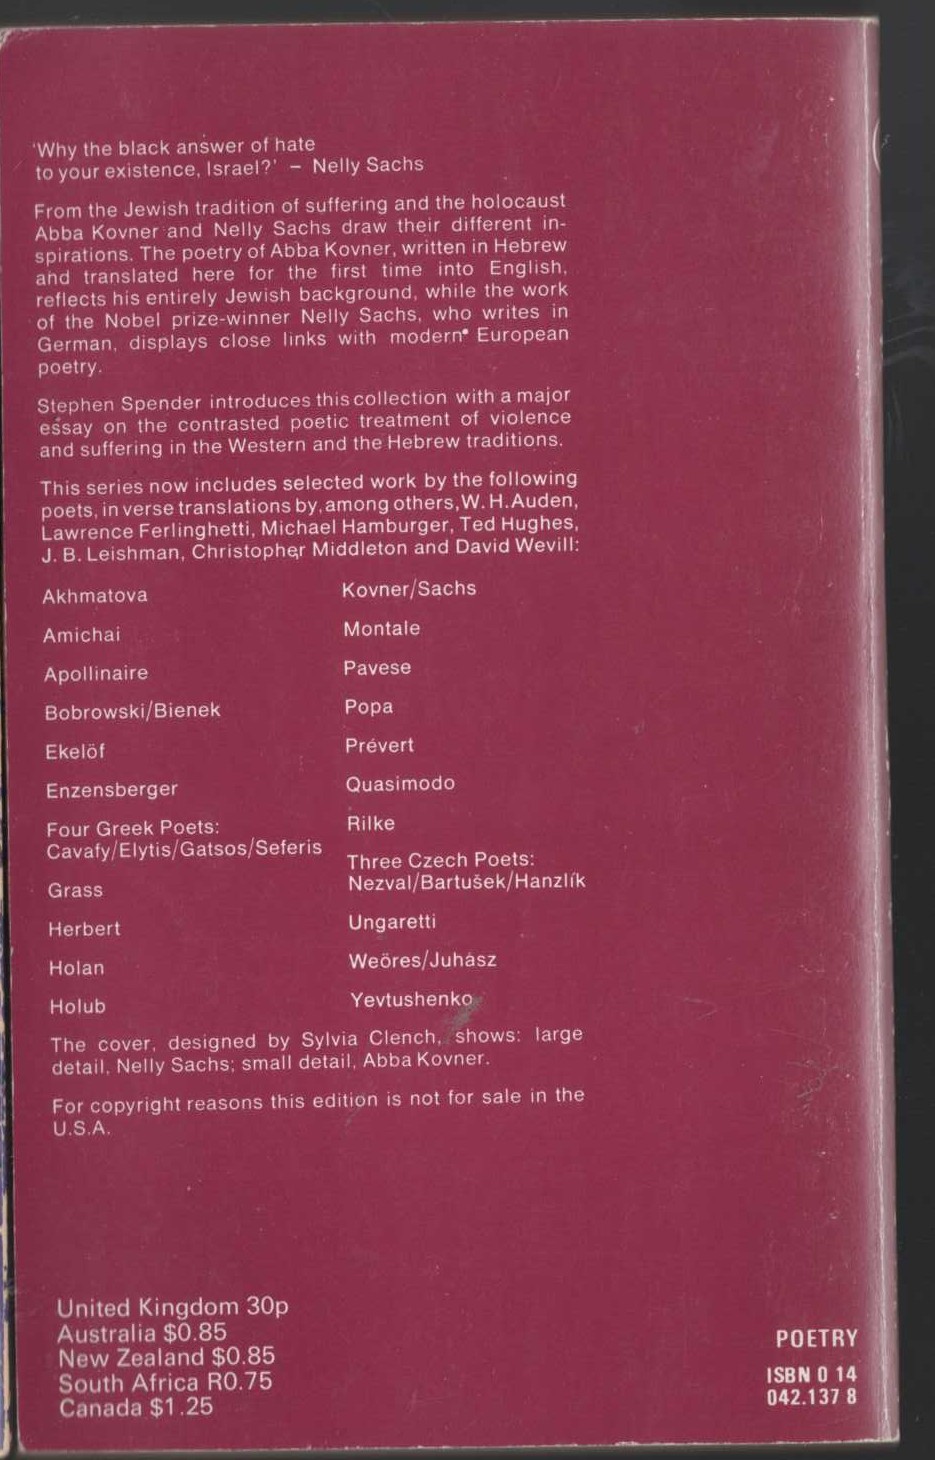 'Why the black answer of hate
to your existence, Israel?' – Nelly Sachs
From the Jewish tradition of suffering and the holocaust
Abba Kovner and Nelly Sachs draw their different in-
spirations. The poetry of Abba Kovner, written in Hebrew
and translated here for the first time into English,
reflects his entirely Jewish background, while the work
of the Nobel prize-winner Nelly Sachs, who writes in
German, displays close links with modern European
poetry.
Stephen Spender introduces this collection with a major
essay on the contrasted poetic treatment of violence
and suffering in the Western and the Hebrew traditions.
This series now includes selected work by the following
poets, in verse translations by, among others, W. H. Auden,
Lawrence Ferlinghetti, Michael Hamburger, Ted Hughes,
J. B. Leishman, Christopher Middleton and David Wevill:
Akhmatova
Amichai
Apollinaire
Bobrowski/Bienek
Ekelöf
Enzensberger
Four Greek Poets:
Cavafy/Elytis/Gatsos/Seferis
Grass
Herbert
Holan
Holub
Kovner/Sachs
Montale
Pavese
Popa
Prévert
Quasimodo
Rilke
Three Czech Poets:
Nezval/Bartušek/Hanzlík
Ungaretti
Weöres/Juhász
Yevtushenko
The cover, designed by Sylvia Clench, shows: large
detail, Nelly Sachs; small detail, Abba Kovner.
For copyright reasons this edition is not for sale in the
U.S.A.
United Kingdom 30p
Australia $0.85
New Zealand $0.85
South Africa R0.75
Canada $1.25
POETRY
ISBN 0 14
042.137 8